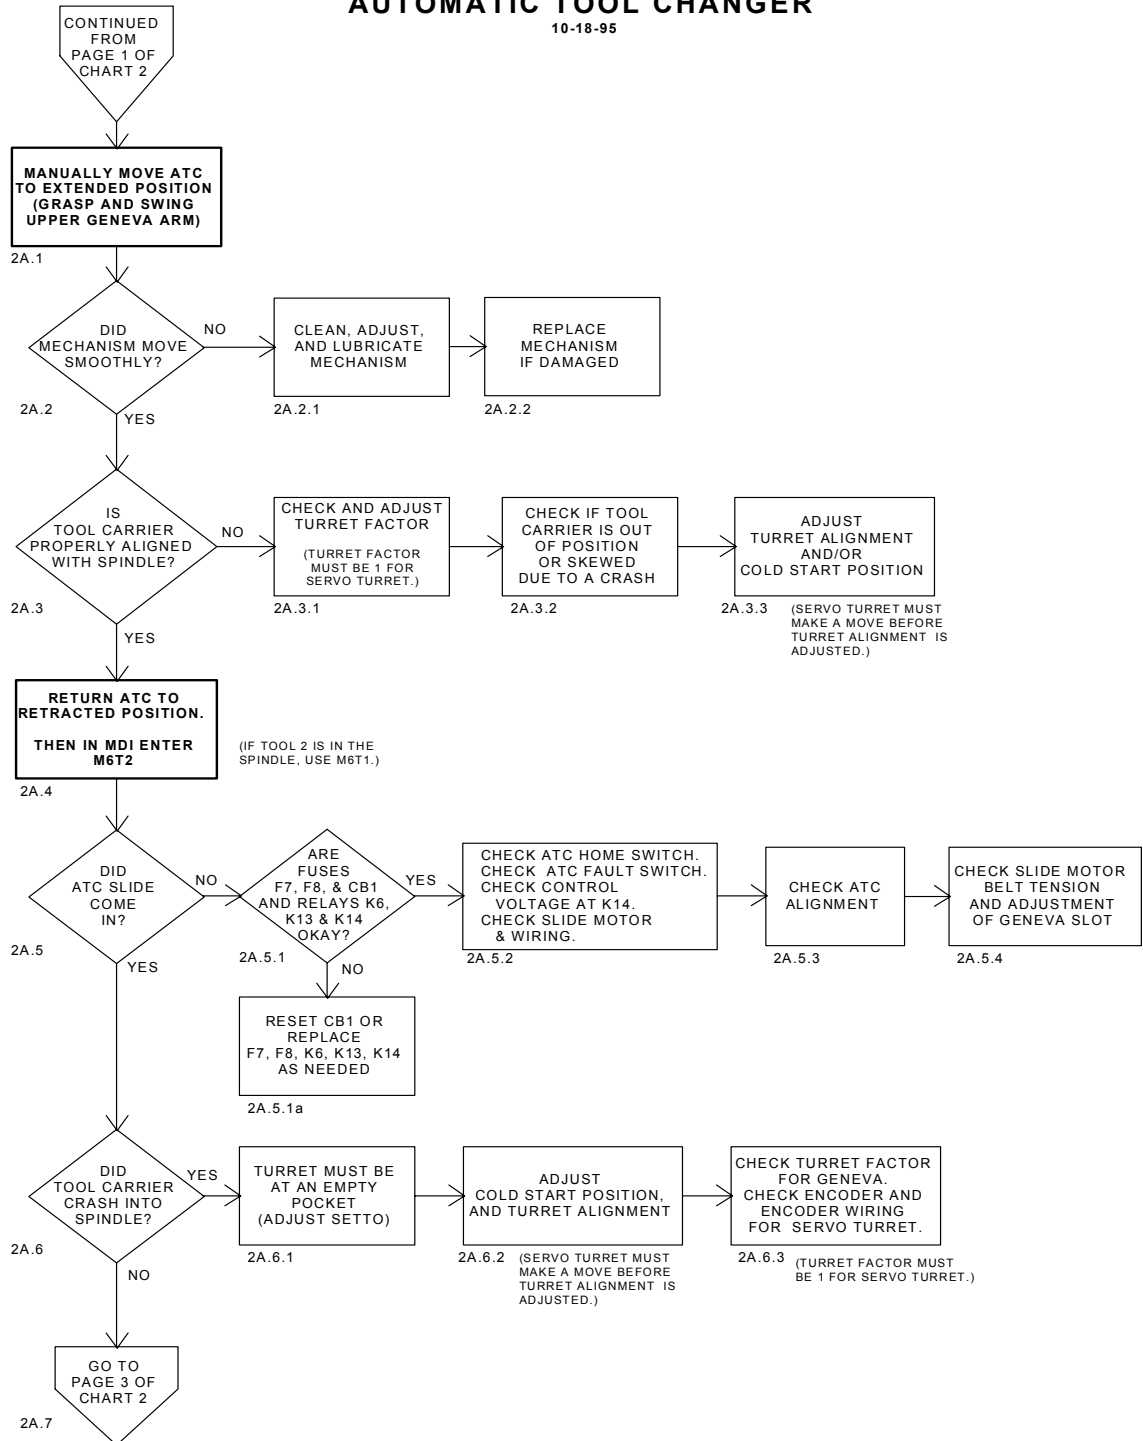 AUTOMATIC TOOL CHANGER
10-18-95
CONTINUED
FROM
PAGE 1 OF
CHART 2
MANUALLY MOVE ATC
TO EXTENDED POSITION
(GRASP AND SWING
UPPER GENEVA ARM)
2A.1
DID
MECHANISM MOVE
SMOOTHLY?
NO
2A.2
YES
CLEAN, ADJUST,
AND LUBRICATE
MECHANISM
2A.2.1
REPLACE
MECHANISM
IF DAMAGED
2A.2.2
IS
TOOL CARRIER
PROPERLY ALIGNED
WITH SPINDLE?
NO
2A.3
YES
CHECK AND ADJUST
TURRET FACTOR
(TURRET FACTOR
MUST BE 1 FOR
SERVO TURRET.)
2A.3.1
CHECK IF TOOL
CARRIER IS OUT
OF POSITION
OR SKEWED
DUE TO A CRASH
2A.3.2
ADJUST
TURRET ALIGNMENT
AND/OR
COLD START POSITION
2A.3.3
(SERVO TURRET MUST
MAKE A MOVE BEFORE
TURRET ALIGNMENT IS
ADJUSTED.)
RETURN ATC TO
RETRACTED POSITION.
THEN IN MDI ENTER
M6T2
2A.4
(IF TOOL 2 IS IN THE
SPINDLE, USE M6T1.)
DID
ATC SLIDE
COME
IN?
NO
2A.5
YES
ARE
FUSES
F7, F8, & CB1
AND RELAYS K6,
K13 & K14
OKAY?
YES
2A.5.1
NO
CHECK ATC HOME SWITCH.
CHECK ATC FAULT SWITCH.
CHECK CONTROL
VOLTAGE AT K14.
CHECK SLIDE MOTOR
& WIRING.
2A.5.2
CHECK ATC
ALIGNMENT
2A.5.3
CHECK SLIDE MOTOR
BELT TENSION
AND ADJUSTMENT
OF GENEVA SLOT
2A.5.4
RESET CB1 OR
REPLACE
F7, F8, K6, K13, K14
AS NEEDED
2A.5.1a
DID
TOOL CARRIER
CRASH INTO
SPINDLE?
YES
2A.6
NO
TURRET MUST BE
AT AN EMPTY
POCKET
(ADJUST SETTO)
2A.6.1
ADJUST
COLD START POSITION,
AND TURRET ALIGNMENT
2A.6.2
(SERVO TURRET MUST
MAKE A MOVE BEFORE
TURRET ALIGNMENT IS
ADJUSTED.)
CHECK TURRET FACTOR
FOR GENEVA.
CHECK ENCODER AND
ENCODER WIRING
FOR SERVO TURRET.
2A.6.3
(TURRET FACTOR MUST
BE 1 FOR SERVO TURRET.)
GO TO
PAGE 3 OF
CHART 2
2A.7